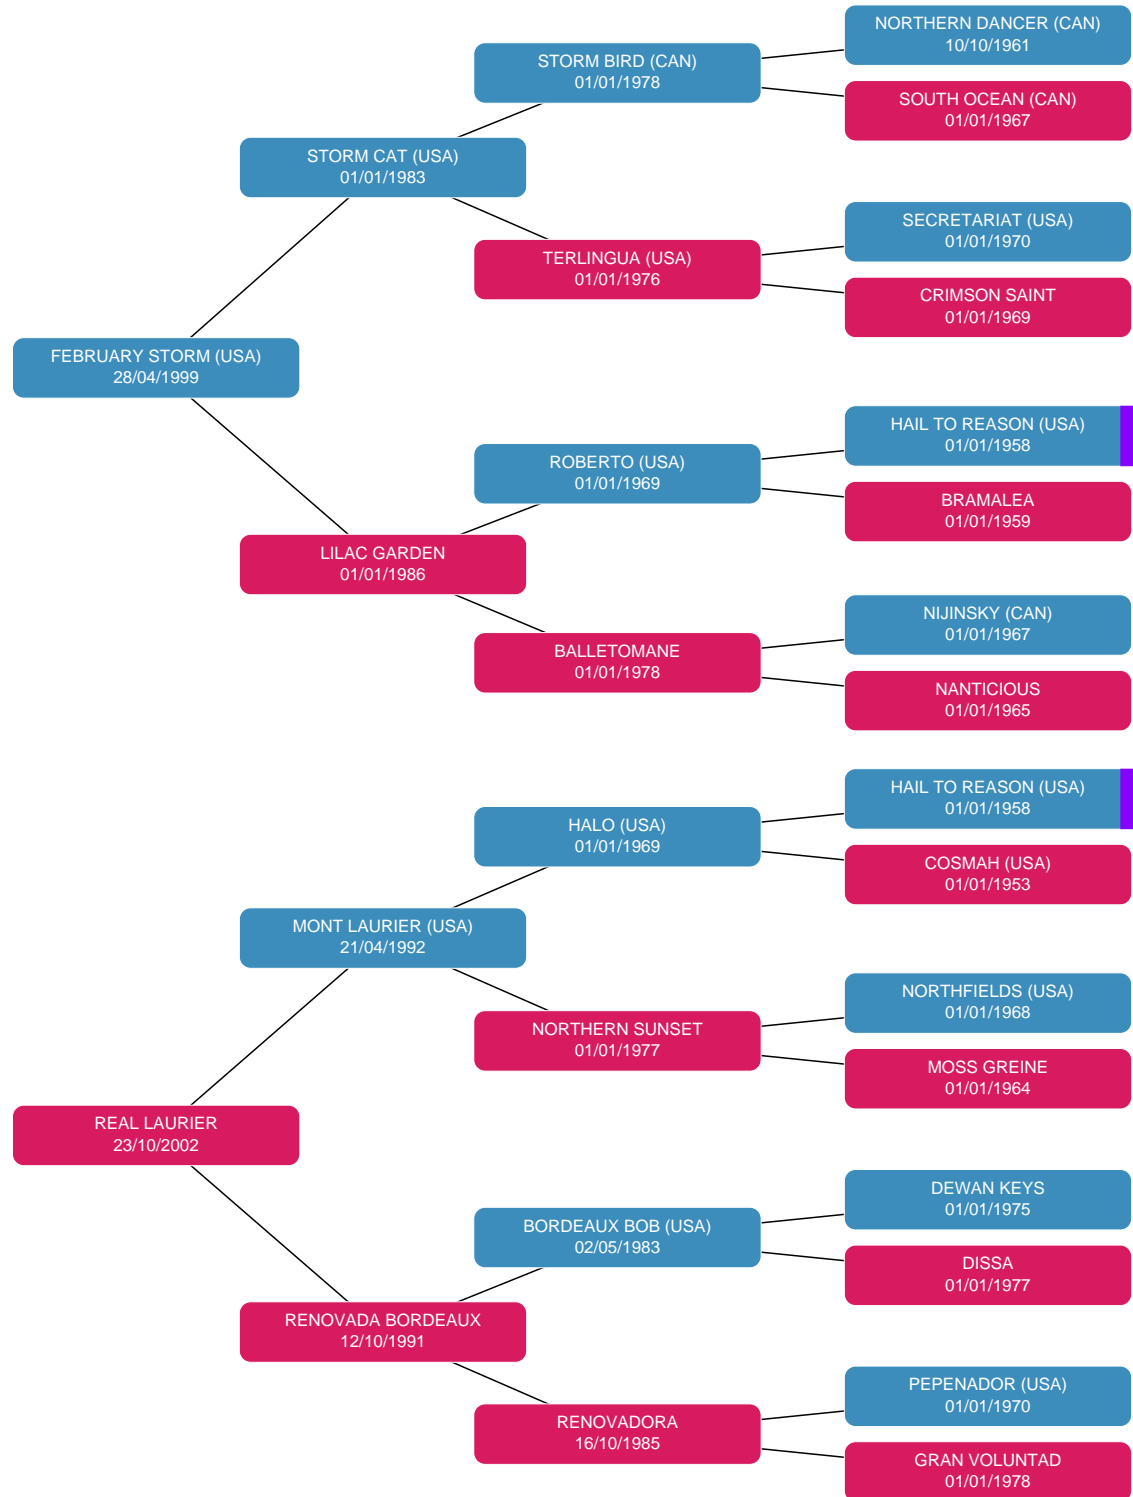 NORTHERN DANCER (CAN)
10/10/1961
STORM BIRD (CAN)
01/01/1978
SOUTH OCEAN (CAN)
01/01/1967
STORM CAT (USA)
01/01/1983
SECRETARIAT (USA)
01/01/1970
TERLINGUA (USA)
01/01/1976
CRIMSON SAINT
01/01/1969
FEBRUARY STORM (USA)
28/04/1999
HAIL TO REASON (USA)
01/01/1958
ROBERTO (USA)
01/01/1969
BRAMALEA
01/01/1959
LILAC GARDEN
01/01/1986
NIJINSKY (CAN)
01/01/1967
BALLETOMANE
01/01/1978
NANTICIOUS
01/01/1965
HAIL TO REASON (USA)
01/01/1958
HALO (USA)
01/01/1969
COSMAH (USA)
01/01/1953
MONT LAURIER (USA)
21/04/1992
NORTHFIELDS (USA)
01/01/1968
NORTHERN SUNSET
01/01/1977
MOSS GREINE
01/01/1964
REAL LAURIER
23/10/2002
DEWAN KEYS
01/01/1975
BORDEAUX BOB (USA)
02/05/1983
DISSA
01/01/1977
RENOVADA BORDEAUX
12/10/1991
PEPENADOR (USA)
01/01/1970
RENOVADORA
16/10/1985
GRAN VOLUNTAD
01/01/1978